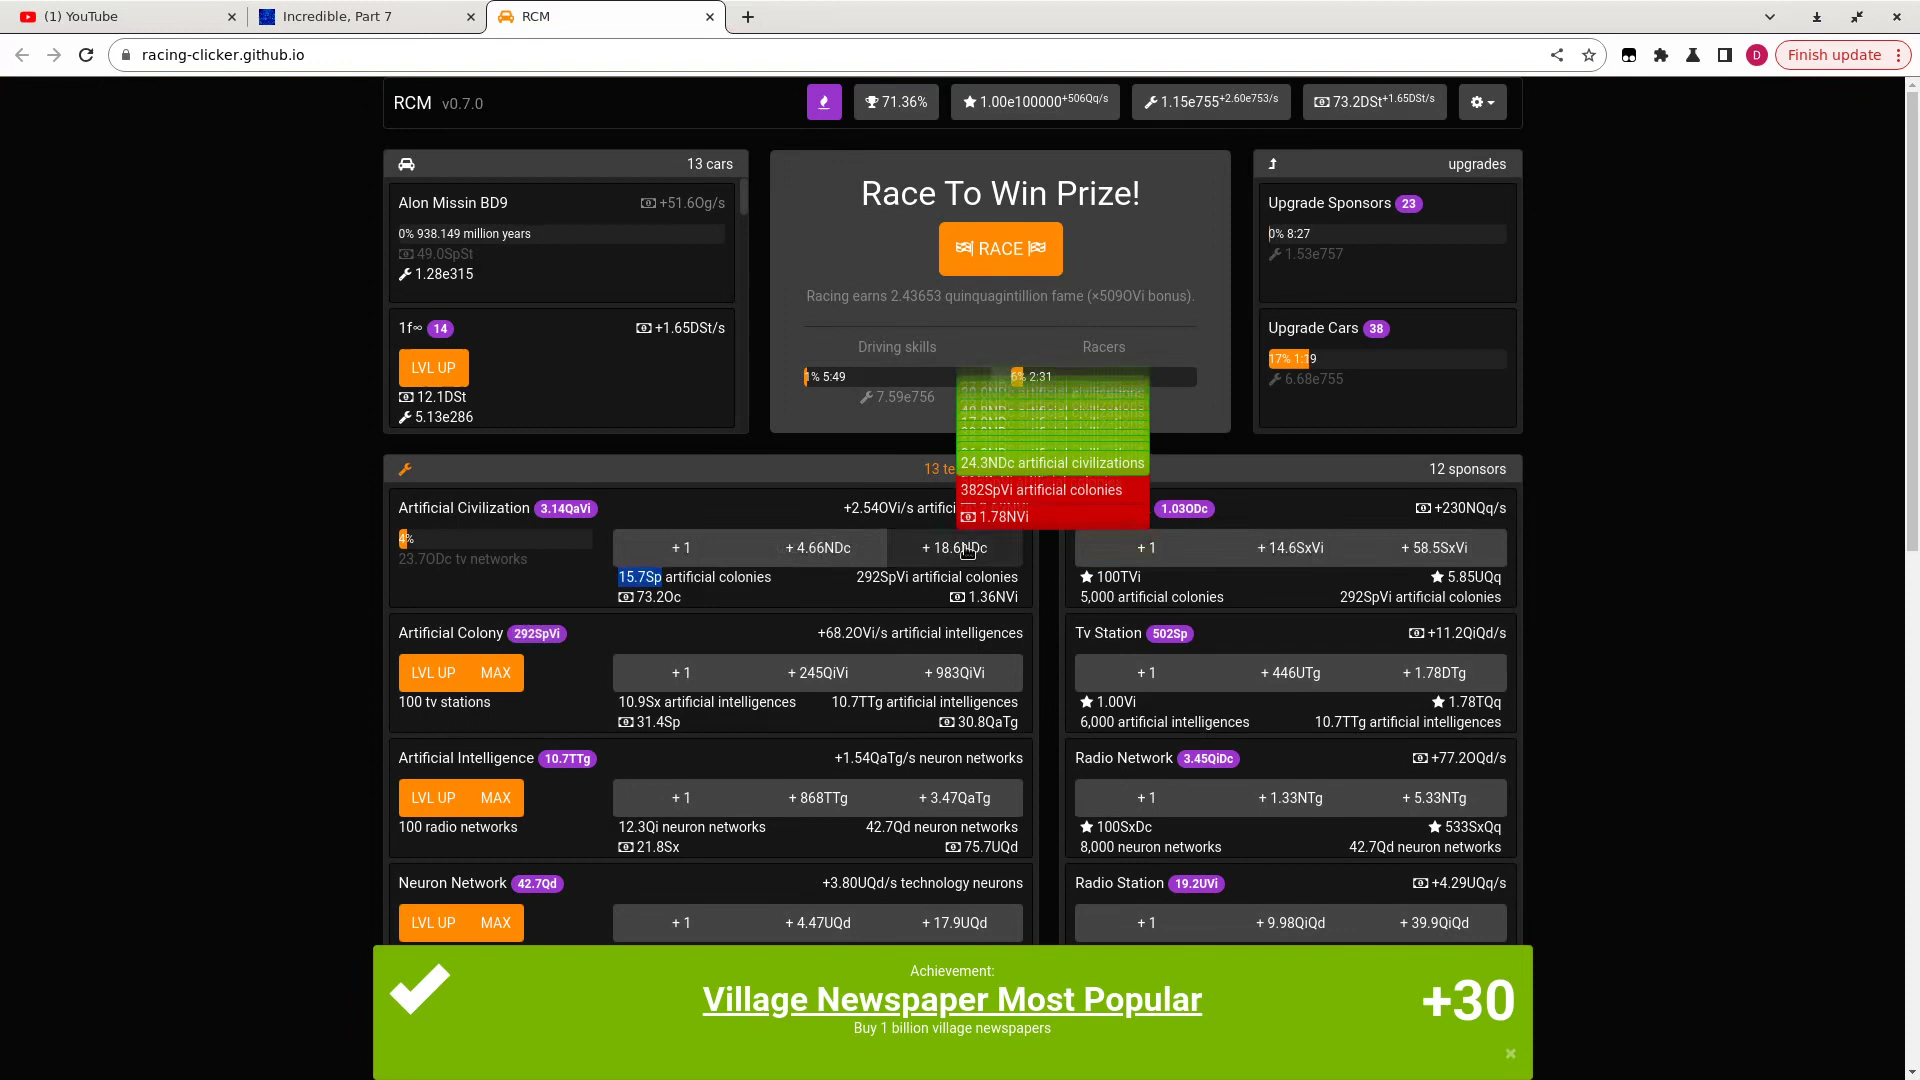 (1) YouTube
Incredible, Part 7
RCM
racing-clicker.github.io
D
Finish update
RCM v0.7.0
71.36%
1.00e100000 +506Qq/s
1.15e755 +2.60e753/s
73.2DSt +1.65DSt/s
13 cars
Alon Missin BD9
+51.6Og/s
0% 938.149 million years
49.0SpSt
1.28e315
1f∞ 14
+1.65DSt/s
LVL UP
12.1DSt
5.13e286
Race To Win Prize!
RACE
Racing earns 2.43653 quinquagintillion fame (×509OVi bonus).
Driving skills
Racers
1% 5:49
6% 2:31
7.59e756
upgrades
Upgrade Sponsors 23
0% 8:27
1.53e757
Upgrade Cars 38
17% 1:19
6.68e755
24.3NDc artificial civilizations
382SpVi artificial colonies
1.78NVi
13 te
Artificial Civilization 3.14QaVi
+2.54OVi/s artifici
4%
23.7ODc tv networks
+ 1
+ 4.66NDc
+ 18.6NDc
15.7Sp artificial colonies
292SpVi artificial colonies
73.2Oc
1.36NVi
Artificial Colony 292SpVi
+68.2OVi/s artificial intelligences
LVL UP
MAX
100 tv stations
+ 1
+ 245QiVi
+ 983QiVi
10.9Sx artificial intelligences
10.7TTg artificial intelligences
31.4Sp
30.8QaTg
Artificial Intelligence 10.7TTg
+1.54QaTg/s neuron networks
LVL UP
MAX
100 radio networks
+ 1
+ 868TTg
+ 3.47QaTg
12.3Qi neuron networks
42.7Qd neuron networks
21.8Sx
75.7UQd
Neuron Network 42.7Qd
+3.80UQd/s technology neurons
LVL UP
MAX
+ 1
+ 4.47UQd
+ 17.9UQd
12 sponsors
1.03ODc
+230NQq/s
+ 1
+ 14.6SxVi
+ 58.5SxVi
100TVi
5.85UQq
5,000 artificial colonies
292SpVi artificial colonies
Tv Station 502Sp
+11.2QiQd/s
+ 1
+ 446UTg
+ 1.78DTg
1.00Vi
1.78TQq
6,000 artificial intelligences
10.7TTg artificial intelligences
Radio Network 3.45QiDc
+77.2OQd/s
+ 1
+ 1.33NTg
+ 5.33NTg
100SxDc
533SxQq
8,000 neuron networks
42.7Qd neuron networks
Radio Station 19.2UVi
+4.29UQq/s
+ 1
+ 9.98QiQd
+ 39.9QiQd
Achievement:
Village Newspaper Most Popular
Buy 1 billion village newspapers
+30